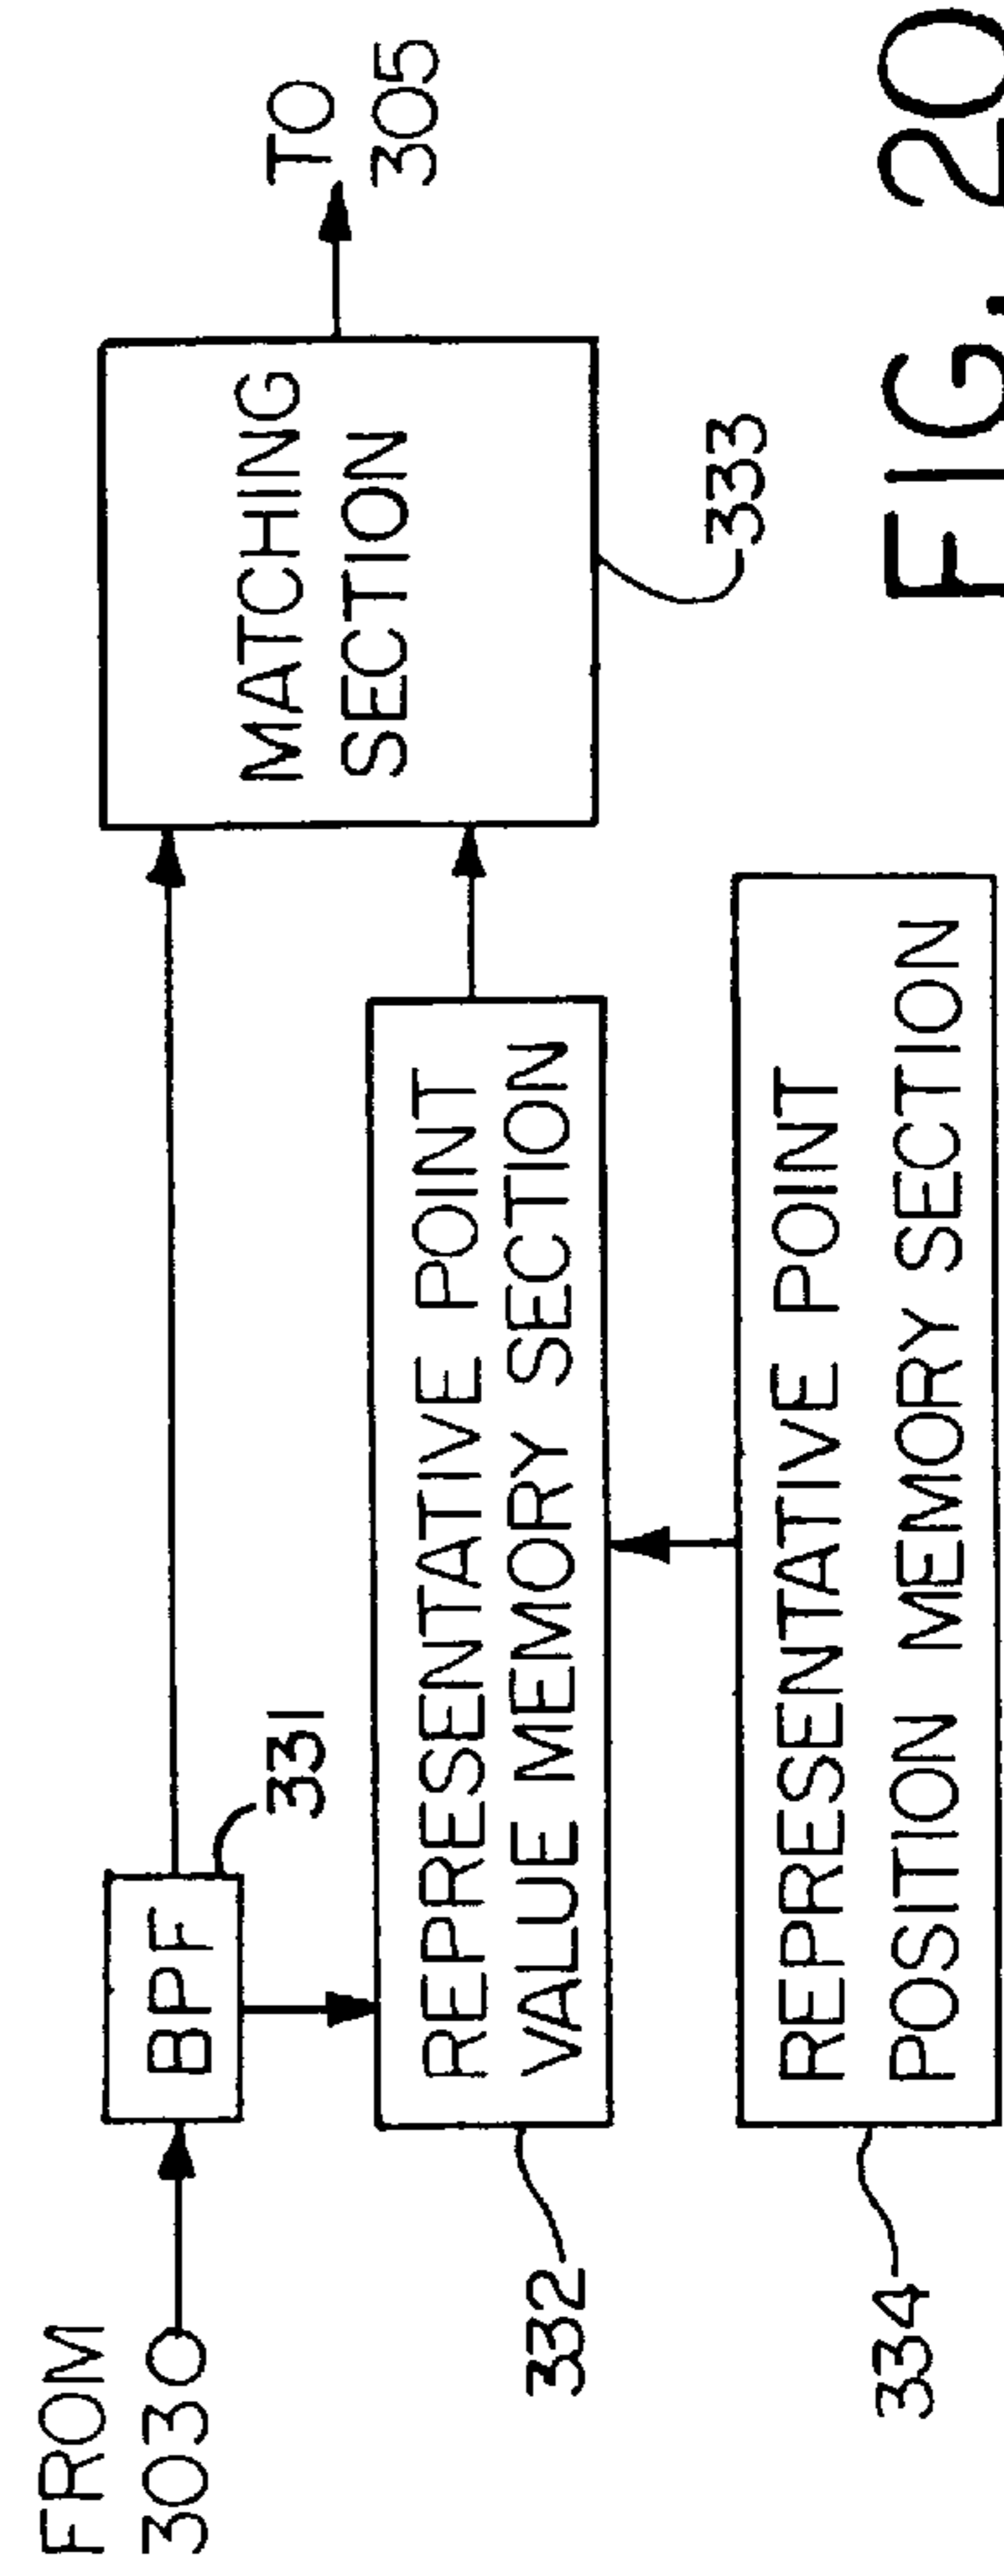 FROM
303
BPF
331
REPRESENTATIVE POINT
VALUE MEMORY SECTION
332
REPRESENTATIVE POINT
POSITION MEMORY SECTION
334
MATCHING
SECTION
333
TO
305
FIG. 20